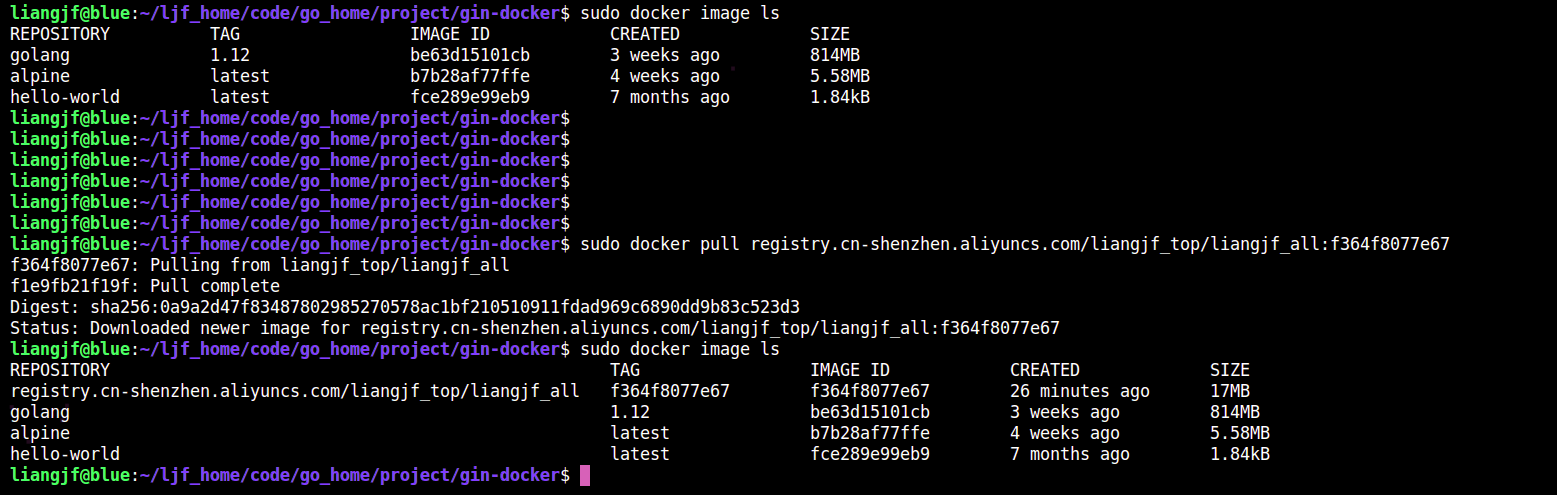 liangjf@blue:~/ljf_home/code/go_home/project/gin-docker$ sudo docker image ls
REPOSITORY          TAG                 IMAGE ID            CREATED             SIZE
golang              1.12                be63d15101cb        3 weeks ago         814MB
alpine              latest              b7b28af77ffe        4 weeks ago         5.58MB
hello-world         latest              fce289e99eb9        7 months ago        1.84kB
liangjf@blue:~/ljf_home/code/go_home/project/gin-docker$
liangjf@blue:~/ljf_home/code/go_home/project/gin-docker$
liangjf@blue:~/ljf_home/code/go_home/project/gin-docker$
liangjf@blue:~/ljf_home/code/go_home/project/gin-docker$
liangjf@blue:~/ljf_home/code/go_home/project/gin-docker$
liangjf@blue:~/ljf_home/code/go_home/project/gin-docker$
liangjf@blue:~/ljf_home/code/go_home/project/gin-docker$ sudo docker pull registry.cn-shenzhen.aliyuncs.com/liangjf_top/liangjf_all:f364f8077e67
f364f8077e67: Pulling from liangjf_top/liangjf_all
f1e9fb21f19f: Pull complete
Digest: sha256:0a9a2d47f83487802985270578ac1bf210510911fdad969c6890dd9b83c523d3
Status: Downloaded newer image for registry.cn-shenzhen.aliyuncs.com/liangjf_top/liangjf_all:f364f8077e67
liangjf@blue:~/ljf_home/code/go_home/project/gin-docker$ sudo docker image ls
REPOSITORY                                                  TAG                 IMAGE ID            CREATED             SIZE
registry.cn-shenzhen.aliyuncs.com/liangjf_top/liangjf_all   f364f8077e67        f364f8077e67        26 minutes ago      17MB
golang                                                      1.12                be63d15101cb        3 weeks ago         814MB
alpine                                                      latest              b7b28af77ffe        4 weeks ago         5.58MB
hello-world                                                 latest              fce289e99eb9        7 months ago        1.84kB
liangjf@blue:~/ljf_home/code/go_home/project/gin-docker$